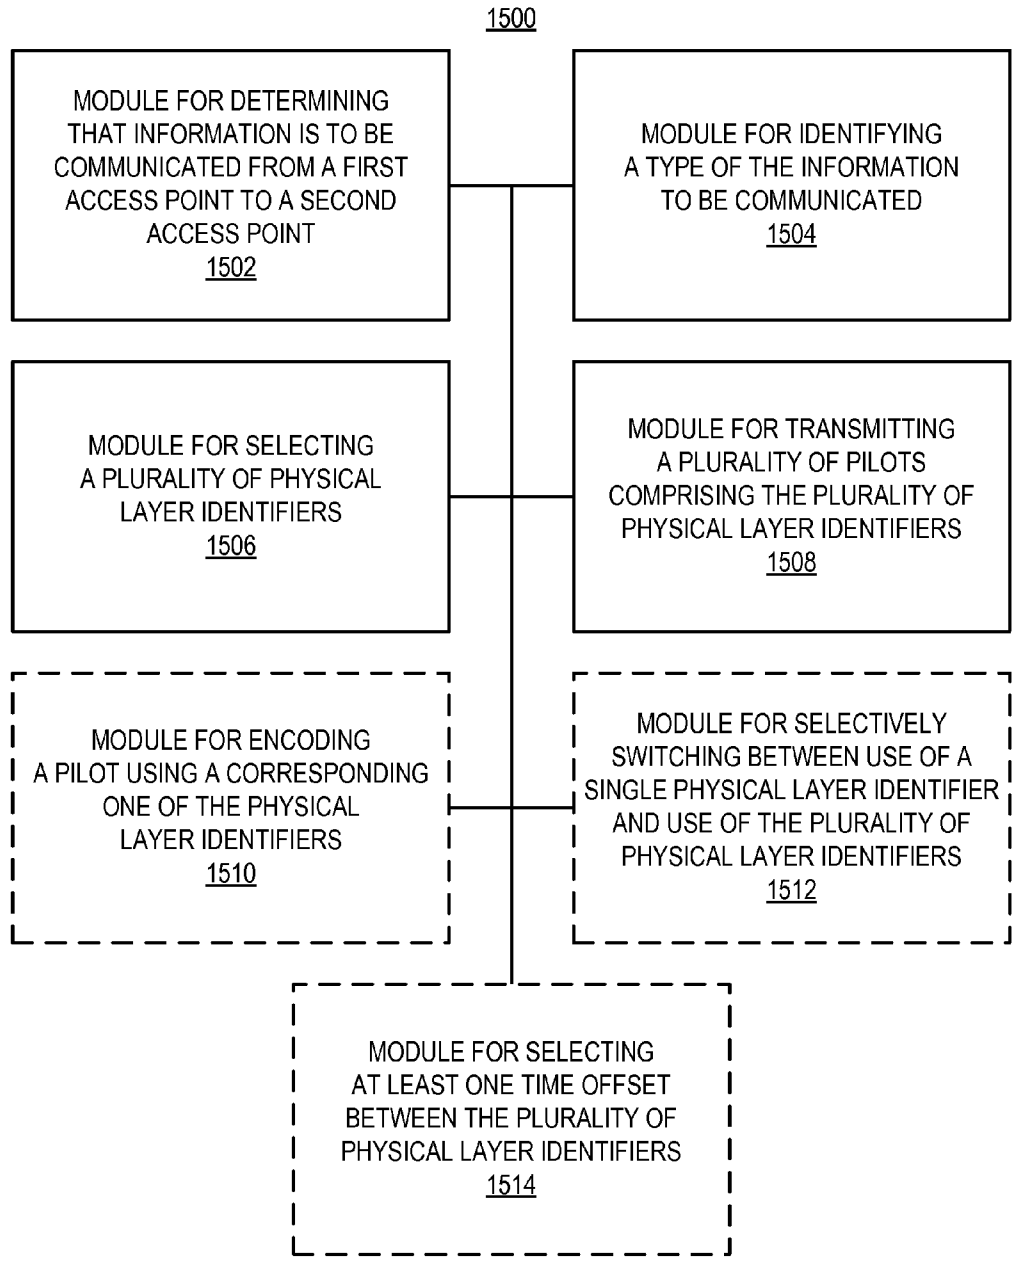 1500
MODULE FOR DETERMINING
THAT INFORMATION IS TO BE
COMMUNICATED FROM A FIRST
ACCESS POINT TO A SECOND
ACCESS POINT
1502
MODULE FOR IDENTIFYING
A TYPE OF THE INFORMATION
TO BE COMMUNICATED
1504
MODULE FOR SELECTING
A PLURALITY OF PHYSICAL
LAYER IDENTIFIERS
1506
MODULE FOR TRANSMITTING
A PLURALITY OF PILOTS
COMPRISING THE PLURALITY OF
PHYSICAL LAYER IDENTIFIERS
1508
MODULE FOR ENCODING
A PILOT USING A CORRESPONDING
ONE OF THE PHYSICAL
LAYER IDENTIFIERS
1510
MODULE FOR SELECTIVELY
SWITCHING BETWEEN USE OF A
SINGLE PHYSICAL LAYER IDENTIFIER
AND USE OF THE PLURALITY OF
PHYSICAL LAYER IDENTIFIERS
1512
MODULE FOR SELECTING
AT LEAST ONE TIME OFFSET
BETWEEN THE PLURALITY OF
PHYSICAL LAYER IDENTIFIERS
1514